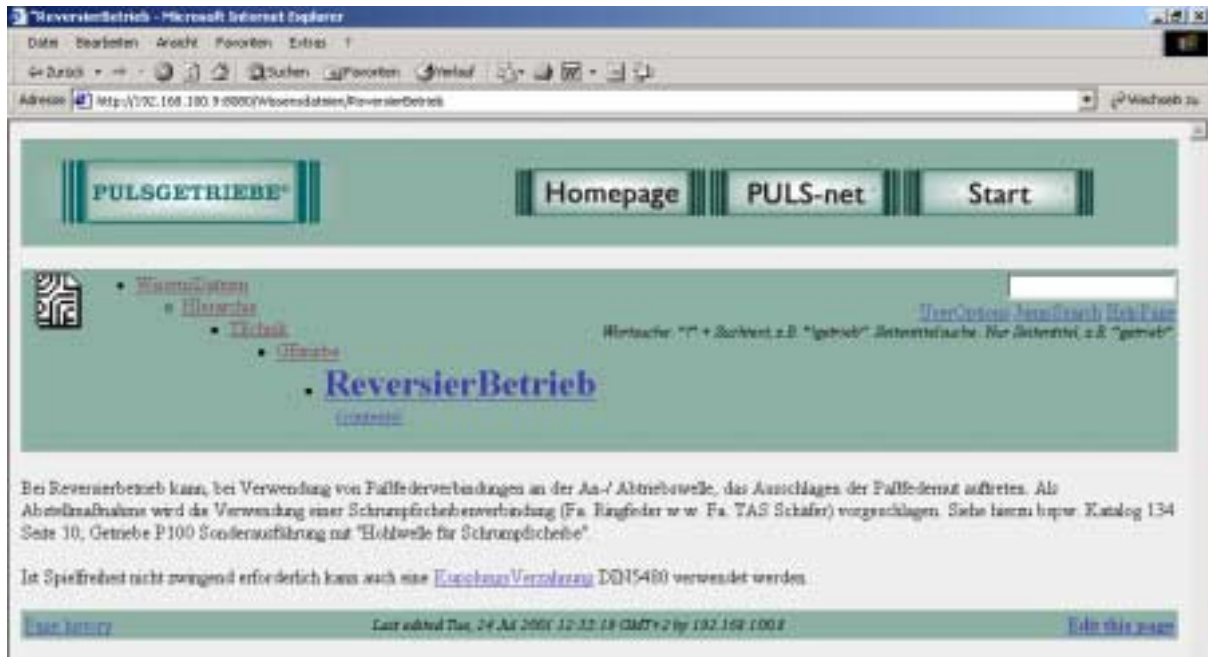 "ReversierBetrieb - Microsoft Internet Explorer
Datei Bearbeiten Ansicht Favoriten Extras ?
Zurück Suchen Favoriten Verlauf
Adresse http://192.168.100.9:8080/Wissensdateien/ReversierBetrieb Wechseln zu
PULSGETRIEBE® Homepage PULS-net Start
WissensDateien
HIerarchie
TEchnik
GEtriebe
ReversierBetrieb
(contents)
UserOptions JumpSearch HelpPage
Wortsuche: "!" + Suchtext, z.B. "!getrieb" Seitentitelsuche: Nur Seitentitel, z.B. "getrieb"
Bei Reversierbetrieb kann, bei Verwendung von Paßfederverbindungen an der An-/ Abtriebswelle, das Ausschlagen der Paßfedernut auftreten. Als
Abstellmaßnahme wird die Verwendung einer Schrumpfscheibenverbindung (Fa. Ringfeder w.w. Fa. TAS Schäfer) vorgeschlagen. Siehe hierzu bspw. Katalog 134
Seite 10, Getriebe P100 Sonderausführung mit "Hohlwelle für Schrumpfscheibe".
Ist Spielfreiheit nicht zwingend erforderlich kann auch eine KupplungsVerzahnung DIN5480 verwendet werden.
Page history Last edited Tue, 24 Jul 2001 12:32:19 GMT+2 by 192.168.100.8 Edit this page